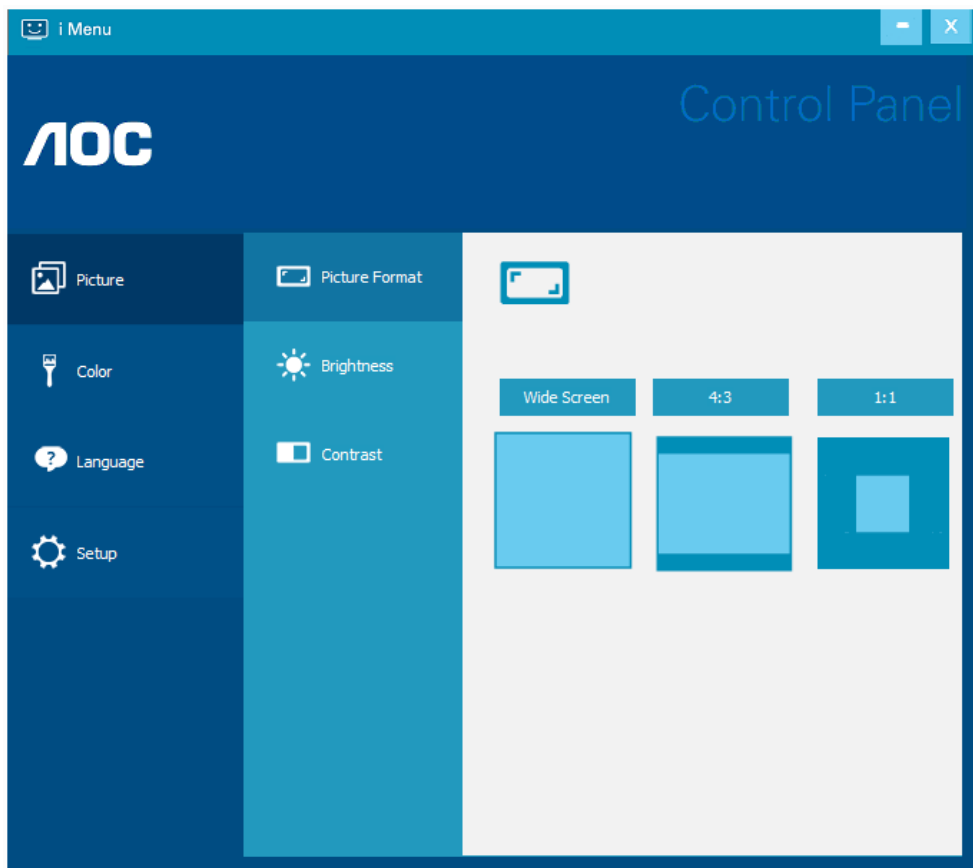 i Menu
Control Panel
AOC
Picture
Color
Language
Setup
Picture Format
Brightness
Contrast
Wide Screen
4:3
1:1